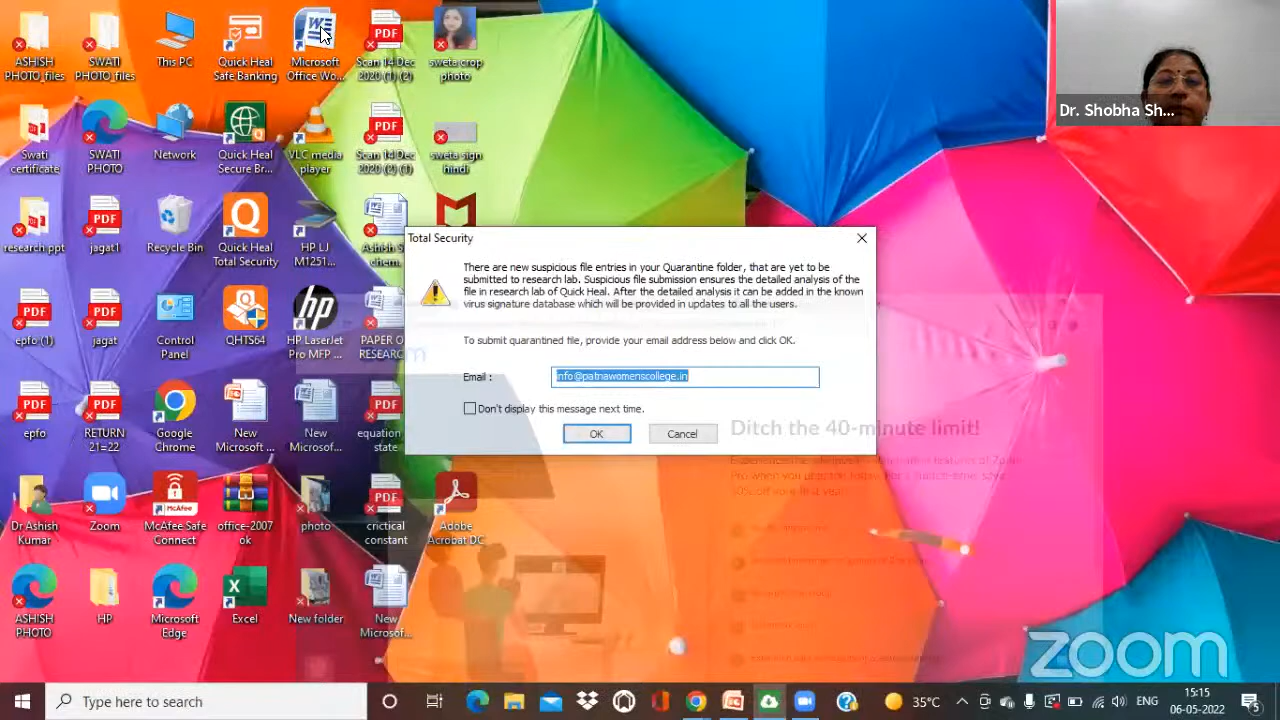 ASHISH
PHOTO_files
SWATI
PHOTO_files
This PC
Quick Heal
Safe Banking
Microsoft
Office Wo...
Scan 14 Dec
2020 (1) (2)
sweta crop
photo
Dr. Shobha Sh...
Swati
certificate
SWATI
PHOTO
Network
Quick Heal
Secure Br...
VLC media
player
Scan 14 Dec
2020 (2) (1)
sweta sign
hindi
research ppt
jagat1
Recycle Bin
Quick Heal
Total Security
HP LJ
M1251...
Ashish S
chem.
epfo (1)
jagat
Control
Panel
QHTS64
HP LaserJet
Pro MFP ...
PAPER O
RESEARC
epfo
RETURN
21=22
Google
Chrome
New
Microsoft ...
New
Microsof...
equation
state
Dr Ashish
Kumar
Zoom
McAfee Safe
Connect
office-2007
ok
photo
crictical
constant
Adobe
Acrobat DC
ASHISH
PHOTO
HP
Microsoft
Edge
Excel
New folder
New
Microsof...
Total Security
There are new suspicious file entries in your Quarantine folder, that are yet to be
submitted to research lab. Suspicious file submission ensures the detailed analysis of the
file in research lab of Quick Heal. After the detailed analysis it can be added in the known
virus signature database which will be provided in updates to all the users.
To submit quarantined file, provide your email address below and click OK.
Email :
info@patnawomenscollege.in
Don't display this message next time.
OK
Cancel
Ditch the 40-minute limit!
zoom
Type here to search
35°C
ENG
15:15
06-05-2022
5